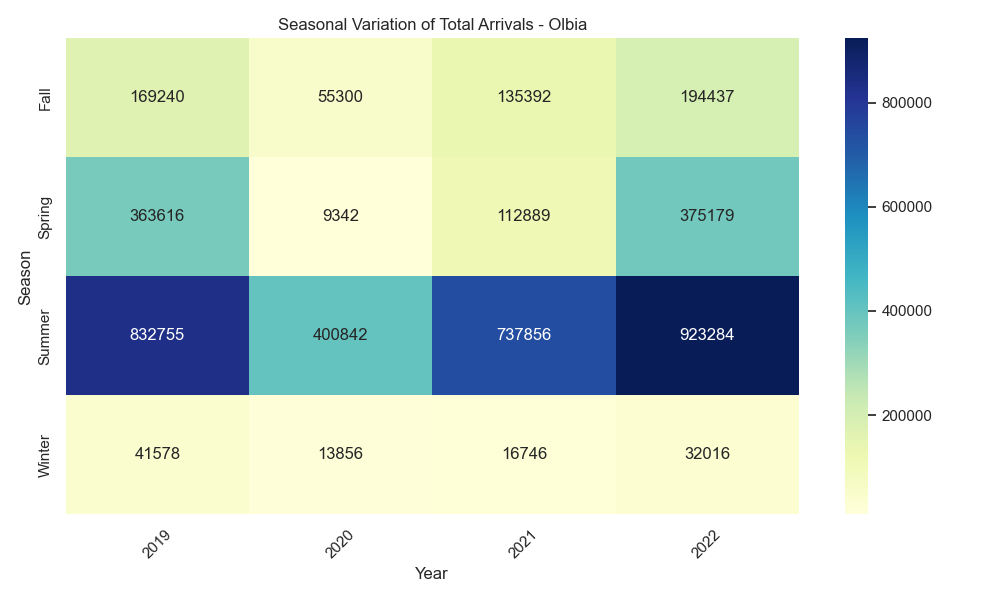 Seasonal Variation of Total Arrivals - Olbia
Season
Fall 169240 55300 135392 194437
Spring 363616 9342 112889 375179
Summer 832755 400842 737856 923284
Winter 41578 13856 16746 32016
2019 2020 2021 2022
Year
800000
600000
400000
200000